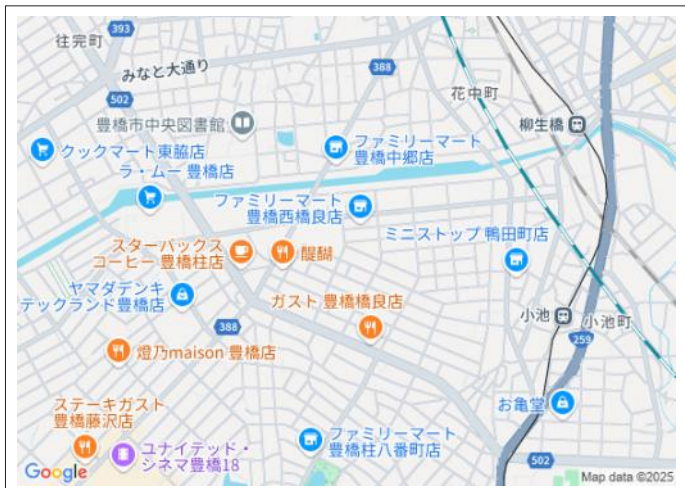 393
往完町
みなと大通り
388
502
花中町
豊橋市中央図書館
柳生橋
クックマート東脇店
ファミリーマート
豊橋中郷店
ラ・ムー 豊橋店
ファミリーマート
豊橋西橋良店
ミニストップ 鴨田町店
スターバックス
コーヒー 豊橋柱店
醍醐
ヤマダデンキ
テックランド豊橋店
ガスト 豊橋橋良店
小池
小池町
388
259
燈乃maison 豊橋店
お亀堂
ステーキガスト
豊橋藤沢店
ファミリーマート
豊橋柱八番町店
ユナイテッド・
シネマ豊橋18
502
Google
Map data ©2025